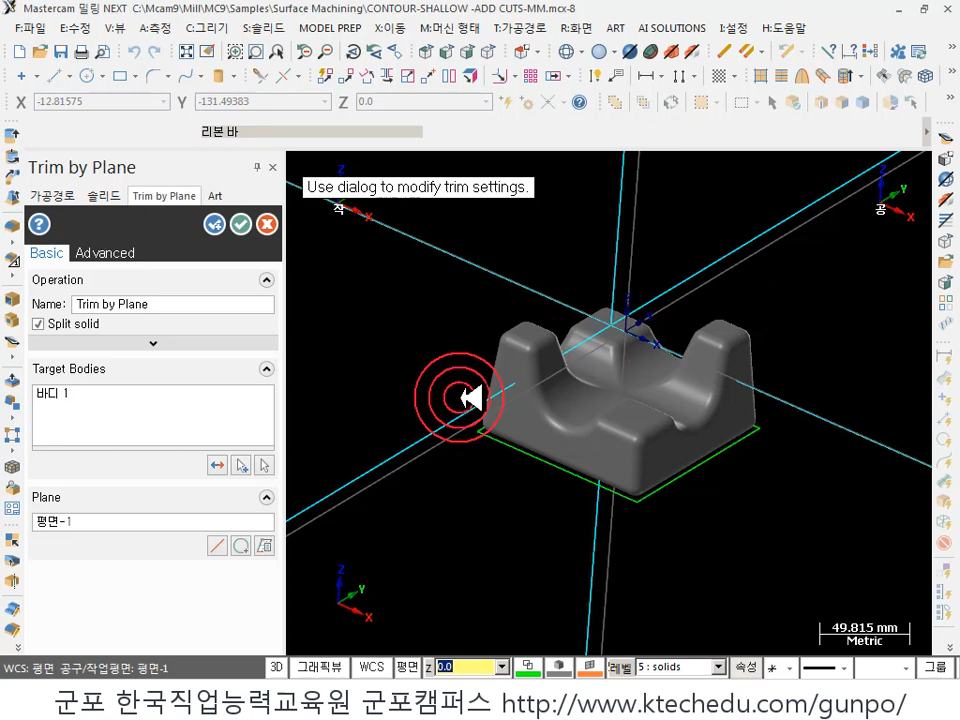 Mastercam 밀링 NEXT V:₩Mcam9₩Mill₩MC9₩Samples₩Surface Machining₩CONTOUR-SHALLOW -ADD CUTS-MM.mcx-8
F:파일 E:수정 V:뷰 A:측정 C:그리기 S:솔리드 MODEL PREP X:이동 M:머신 형태 T:가공경로 R:화면 ART AI SOLUTIONS I:설정 H:도움말
X -12.81575 Y -131.49383 Z 0.0
리본 바
Trim by Plane
Use dialog to modify trim settings.
가공경로 솔리드 Trim by Plane Art
Basic Advanced
Operation
Name: Trim by Plane
Split solid
Target Bodies
바디 1
Plane
평면-1
Z
작 X
Z
Y
공 X
Z
Y
X
49.815 mm
Metric
WCS: 평면 공구/작업평면: 평면-1 3D 그래픽뷰 WCS 평면 Z 0.0 레벨 5 : solids 속성 그룹
군포 한국직업능력교육원 군포캠퍼스 http://www.ktechedu.com/gunpo/